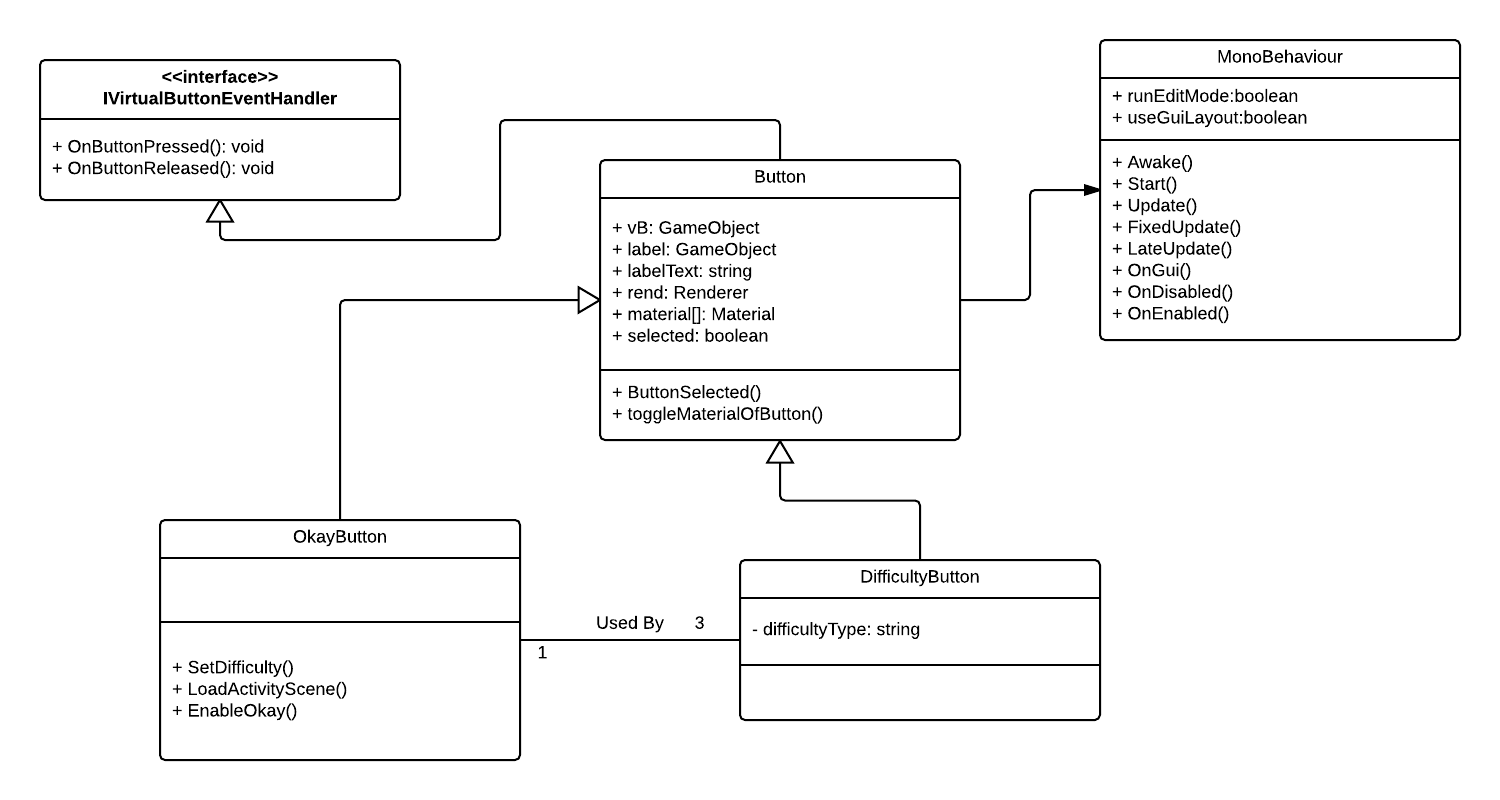 <<interface>>
IVirtualButtonEventHandler
+ OnButtonPressed(): void
+ OnButtonReleased(): void
Button
+ vB: GameObject
+ label: GameObject
+ labelText: string
+ rend: Renderer
+ material[]: Material
+ selected: boolean
+ ButtonSelected()
+ toggleMaterialOfButton()
MonoBehaviour
+ runEditMode:boolean
+ useGuiLayout:boolean
+ Awake()
+ Start()
+ Update()
+ FixedUpdate()
+ LateUpdate()
+ OnGui()
+ OnDisabled()
+ OnEnabled()
OkayButton
+ SetDifficulty()
+ LoadActivityScene()
+ EnableOkay()
Used By 3
1
DifficultyButton
- difficultyType: string